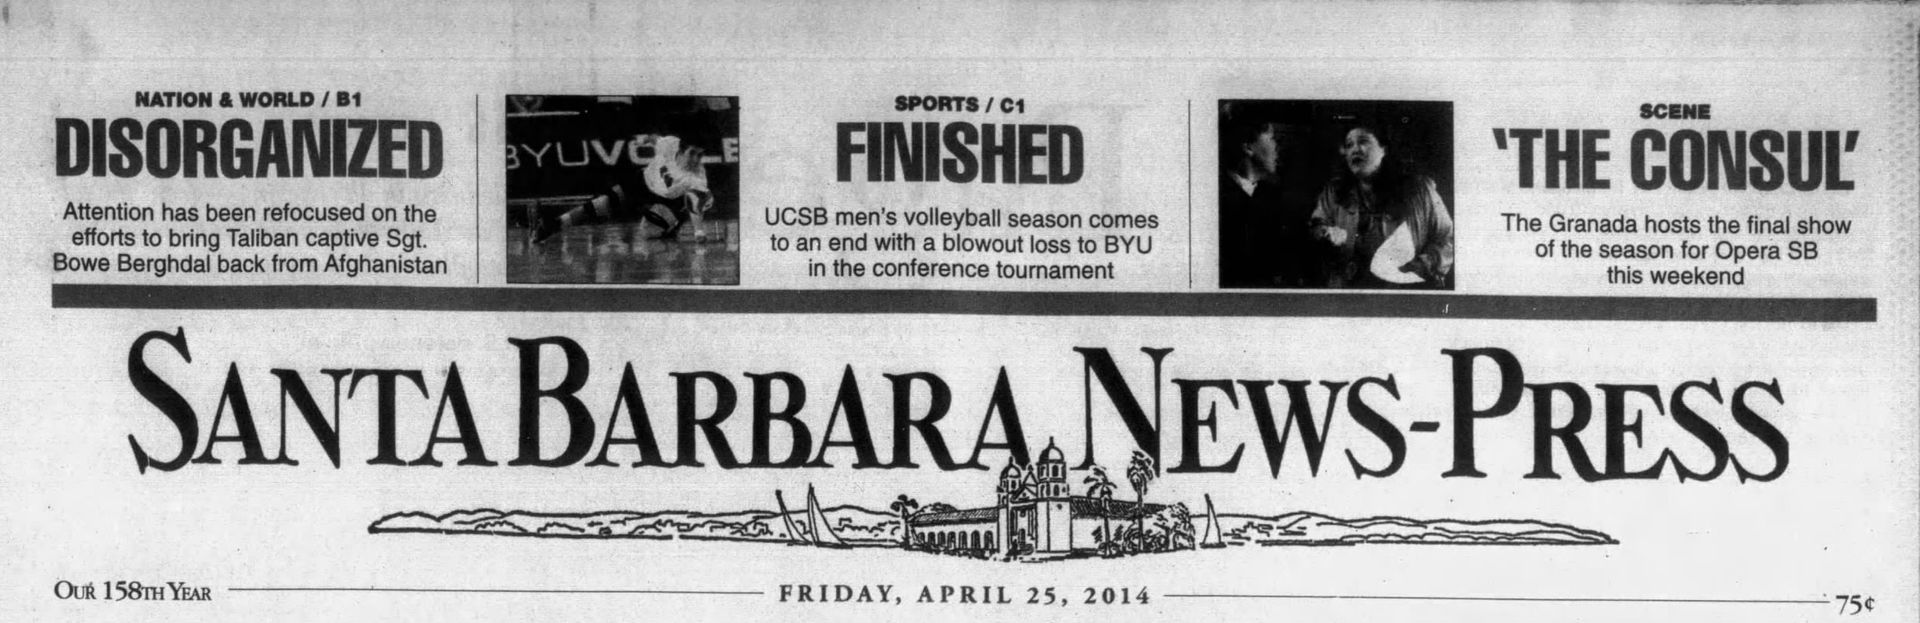 NATION & WORLD / B1
DISORGANIZED
Attention has been refocused on the
efforts to bring Taliban captive Sgt.
Bowe Berghdal back from Afghanistan
BYUVOLLE
SPORTS / C1
FINISHED
UCSB men's volleyball season comes
to an end with a blowout loss to BYU
in the conference tournament
SCENE
'THE CONSUL'
The Granada hosts the final show
of the season for Opera SB
this weekend
SANTA BARBARA NEWS-PRESS
OUR 158TH YEAR
FRIDAY, APRIL 25, 2014
75¢